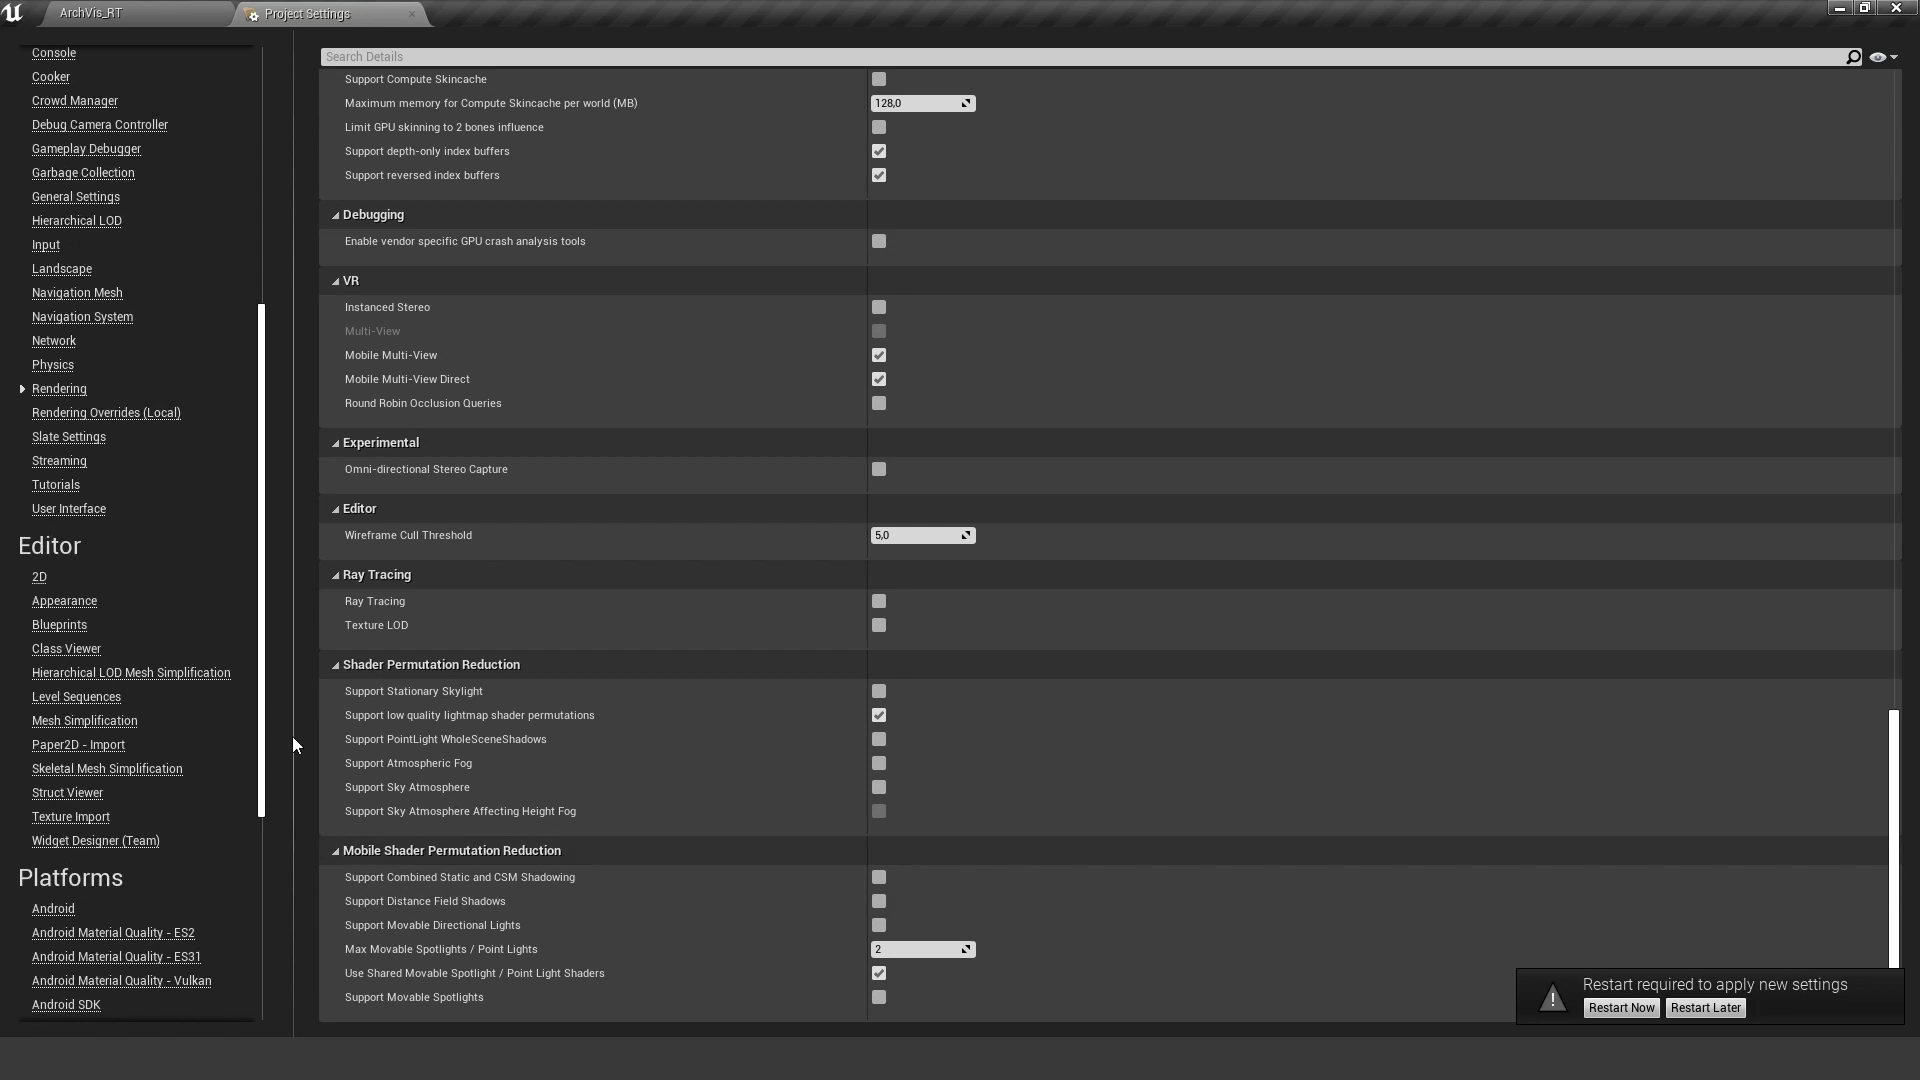 ArchVis_RT
Project Settings
Console
Cooker
Crowd Manager
Debug Camera Controller
Gameplay Debugger
Garbage Collection
General Settings
Hierarchical LOD
Input
Landscape
Navigation Mesh
Navigation System
Network
Physics
Rendering
Rendering Overrides (Local)
Slate Settings
Streaming
Tutorials
User Interface
Editor
2D
Appearance
Blueprints
Class Viewer
Hierarchical LOD Mesh Simplification
Level Sequences
Mesh Simplification
Paper2D - Import
Skeletal Mesh Simplification
Struct Viewer
Texture Import
Widget Designer (Team)
Platforms
Android
Android Material Quality - ES2
Android Material Quality - ES31
Android Material Quality - Vulkan
Android SDK
Search Details
Support Compute Skincache
Maximum memory for Compute Skincache per world (MB) 128,0
Limit GPU skinning to 2 bones influence
Support depth-only index buffers
Support reversed index buffers
Debugging
Enable vendor specific GPU crash analysis tools
VR
Instanced Stereo
Multi-View
Mobile Multi-View
Mobile Multi-View Direct
Round Robin Occlusion Queries
Experimental
Omni-directional Stereo Capture
Editor
Wireframe Cull Threshold 5,0
Ray Tracing
Ray Tracing
Texture LOD
Shader Permutation Reduction
Support Stationary Skylight
Support low quality lightmap shader permutations
Support PointLight WholeSceneShadows
Support Atmospheric Fog
Support Sky Atmosphere
Support Sky Atmosphere Affecting Height Fog
Mobile Shader Permutation Reduction
Support Combined Static and CSM Shadowing
Support Distance Field Shadows
Support Movable Directional Lights
Max Movable Spotlights / Point Lights 2
Use Shared Movable Spotlight / Point Light Shaders
Support Movable Spotlights
Restart required to apply new settings
Restart Now Restart Later